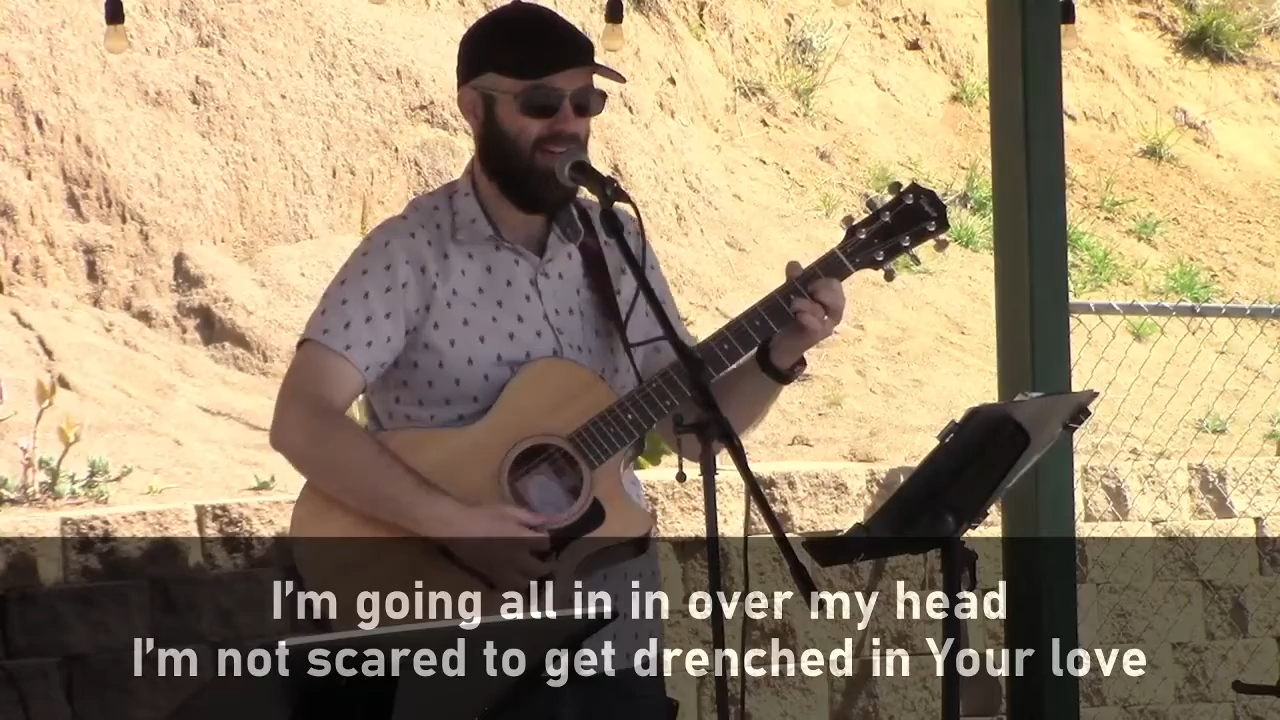 I'm going all in in over my head
I'm not scared to get drenched in Your love